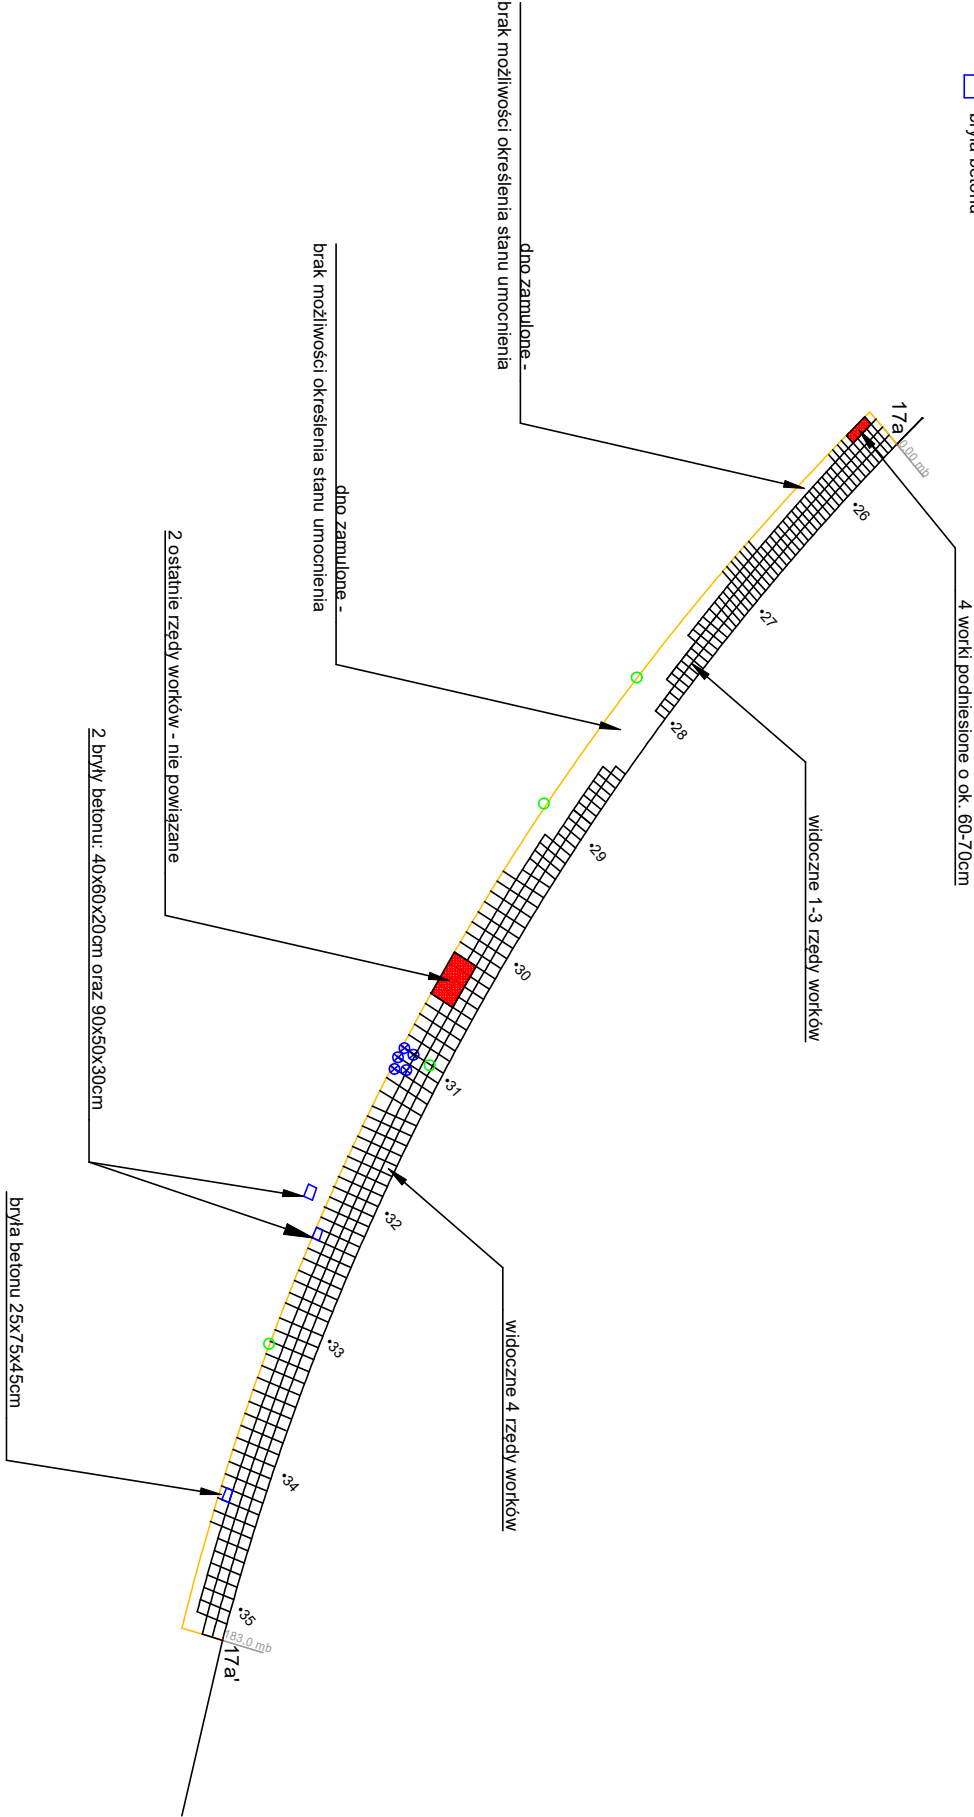 bryła betonu
4 worki podniesione o ok. 60-70cm
widoczne 1-3 rzędy worków
widoczne 4 rzędy worków
dno zamulone -
brak możliwości określenia stanu umocnienia
dno zamulone -
brak możliwości określenia stanu umocnienia
2 ostatnie rzędy worków - nie powiązane
2 bryły betonu: 40x60x20cm oraz 90x50x30cm
bryła betonu 25x75x45cm
17a
0,00 mb
26
27
28
29
30
31
32
33
34
35
183,0 mb
17a'